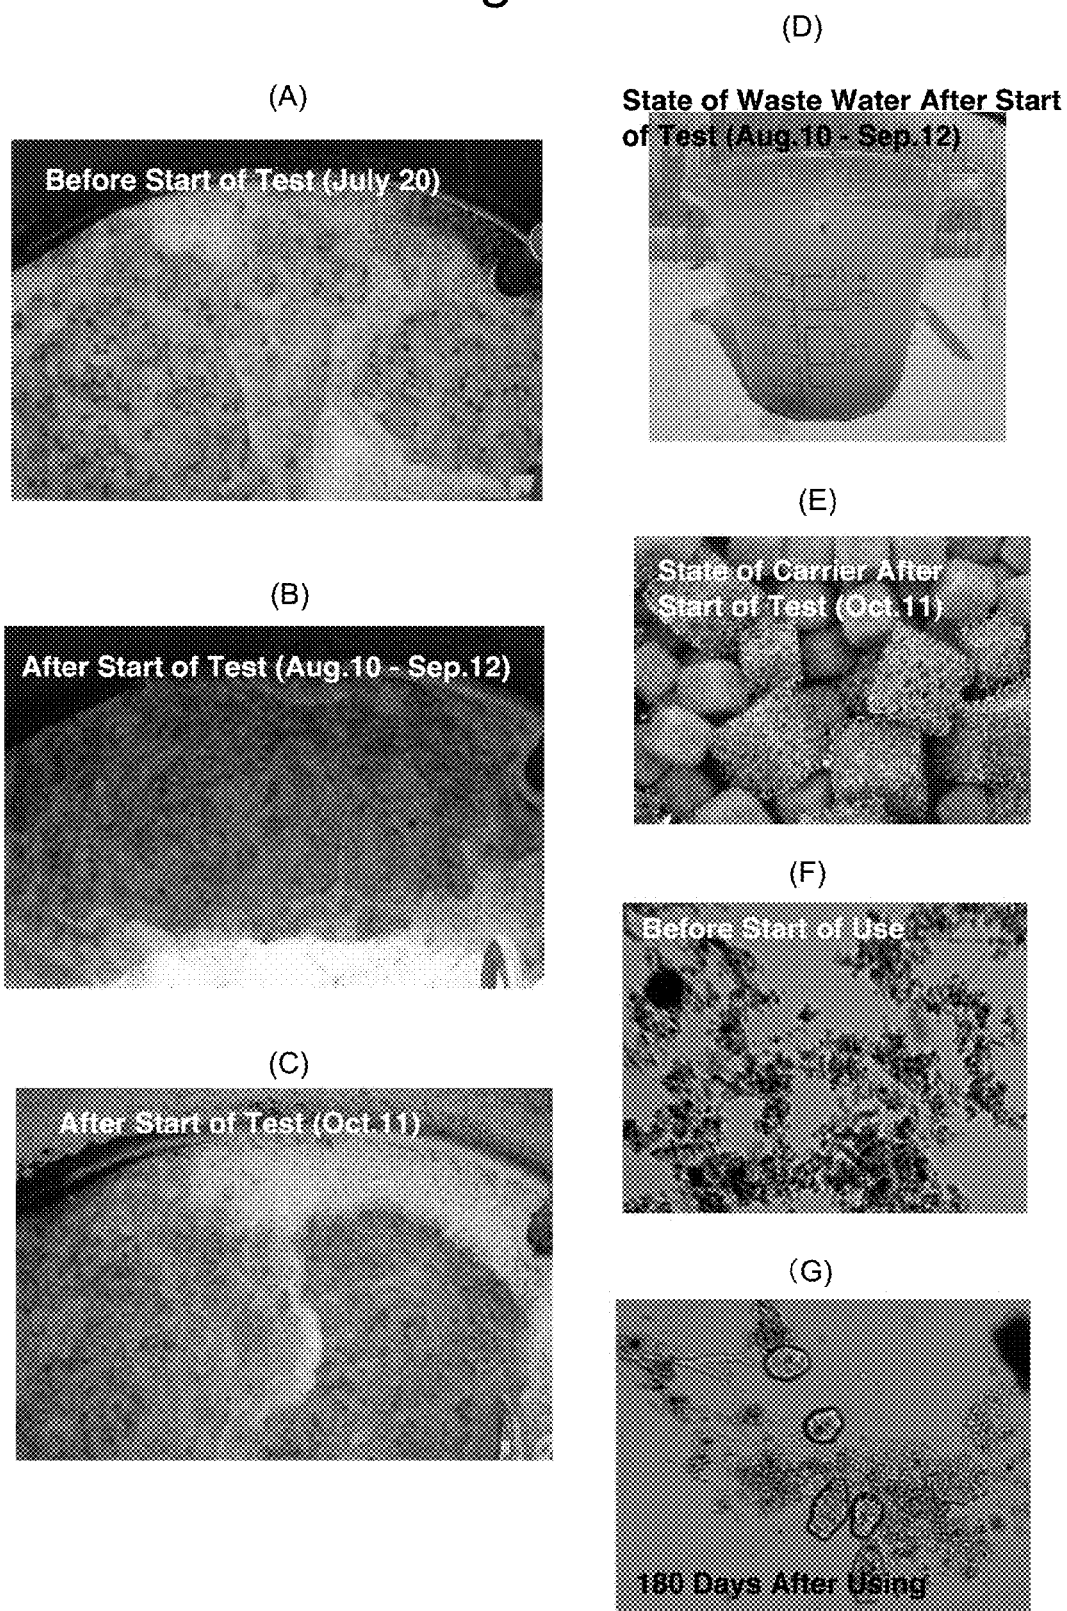 (A)
Before Start of Test (July 20)
(B)
After Start of Test (Aug.10 - Sep.12)
(C)
After Start of Test (Oct.11)
(D)
State of Waste Water After Start
of Test (Aug.10 - Sep.12)
(E)
State of Carrier After
Start of Test (Oct.11)
(F)
Before Start of Use
(G)
180 Days After Using